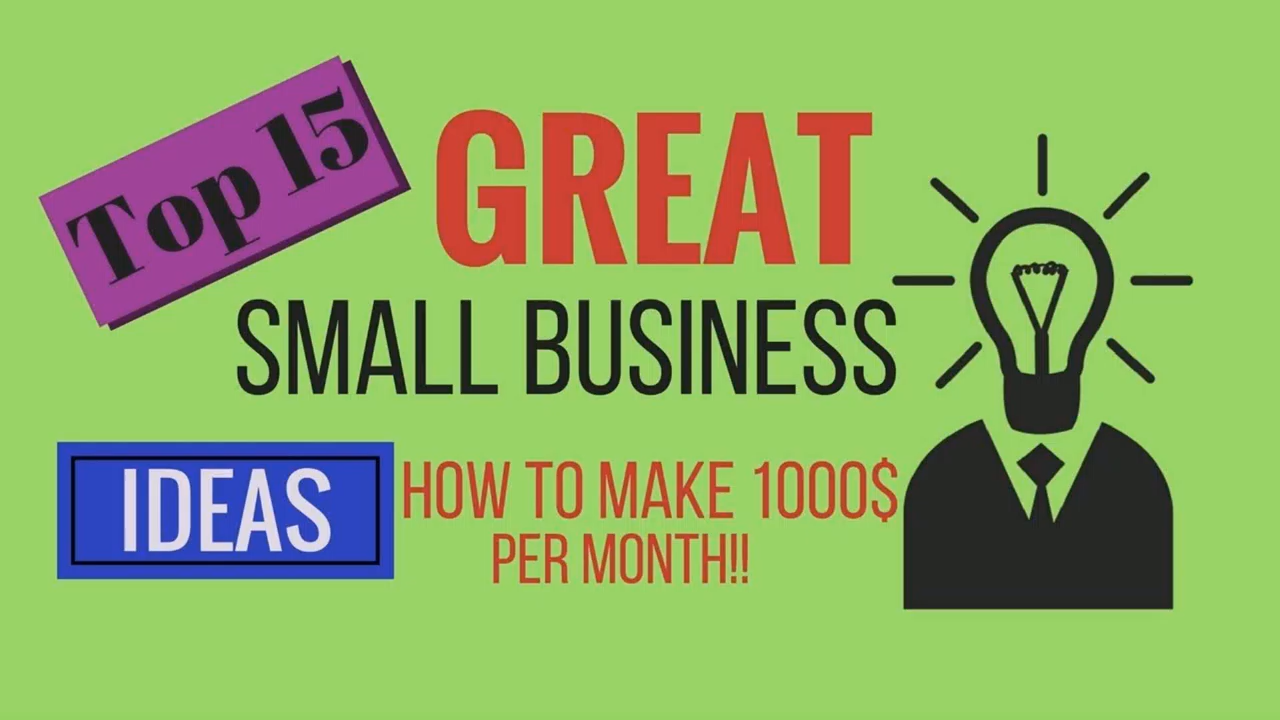 Top 15
GREAT
SMALL BUSINESS
IDEAS
HOW TO MAKE 1000$
PER MONTH!!